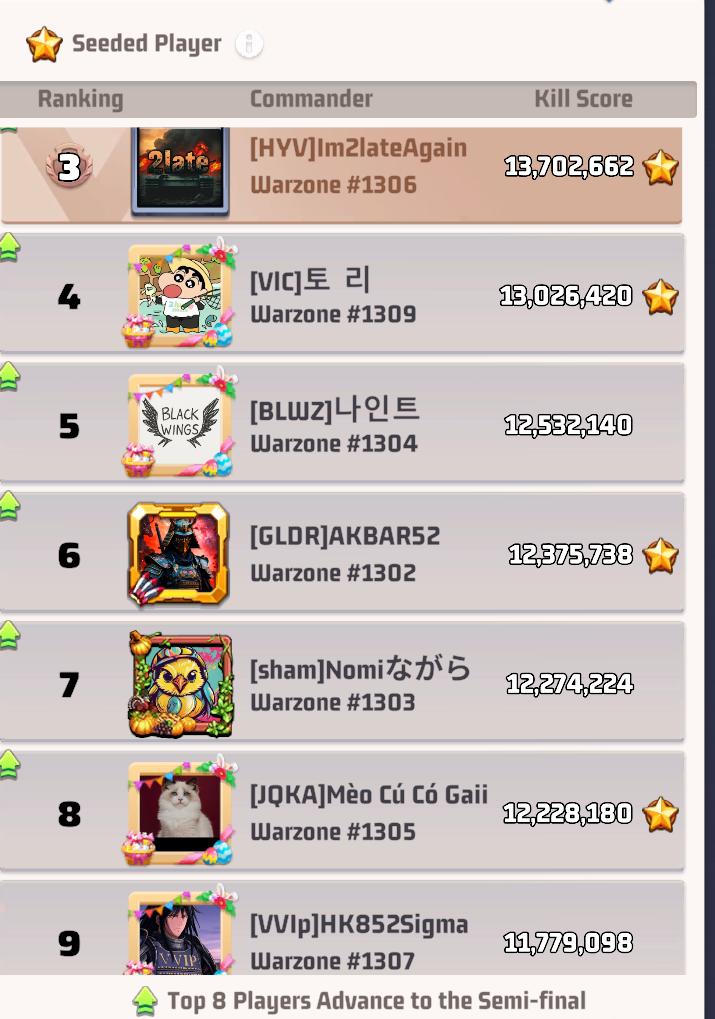 Seeded Player
Ranking Commander Kill Score
3
2late
[HYV]Im2lateAgain
Warzone #1306
13,702,662
4
[VIC]토 리
Warzone #1309
13,026,420
5
BLACK
WINGS
[BLWZ]나인트
Warzone #1304
12,532,140
6
[GLDR]AKBAR52
Warzone #1302
12,375,738
7
[sham]Nomiながら
Warzone #1303
12,274,224
8
[JQKA]Mèo Cú Có Gaii
Warzone #1305
12,228,180
9
VVIP
[VVIp]HK852Sigma
Warzone #1307
11,779,098
Top 8 Players Advance to the Semi-final